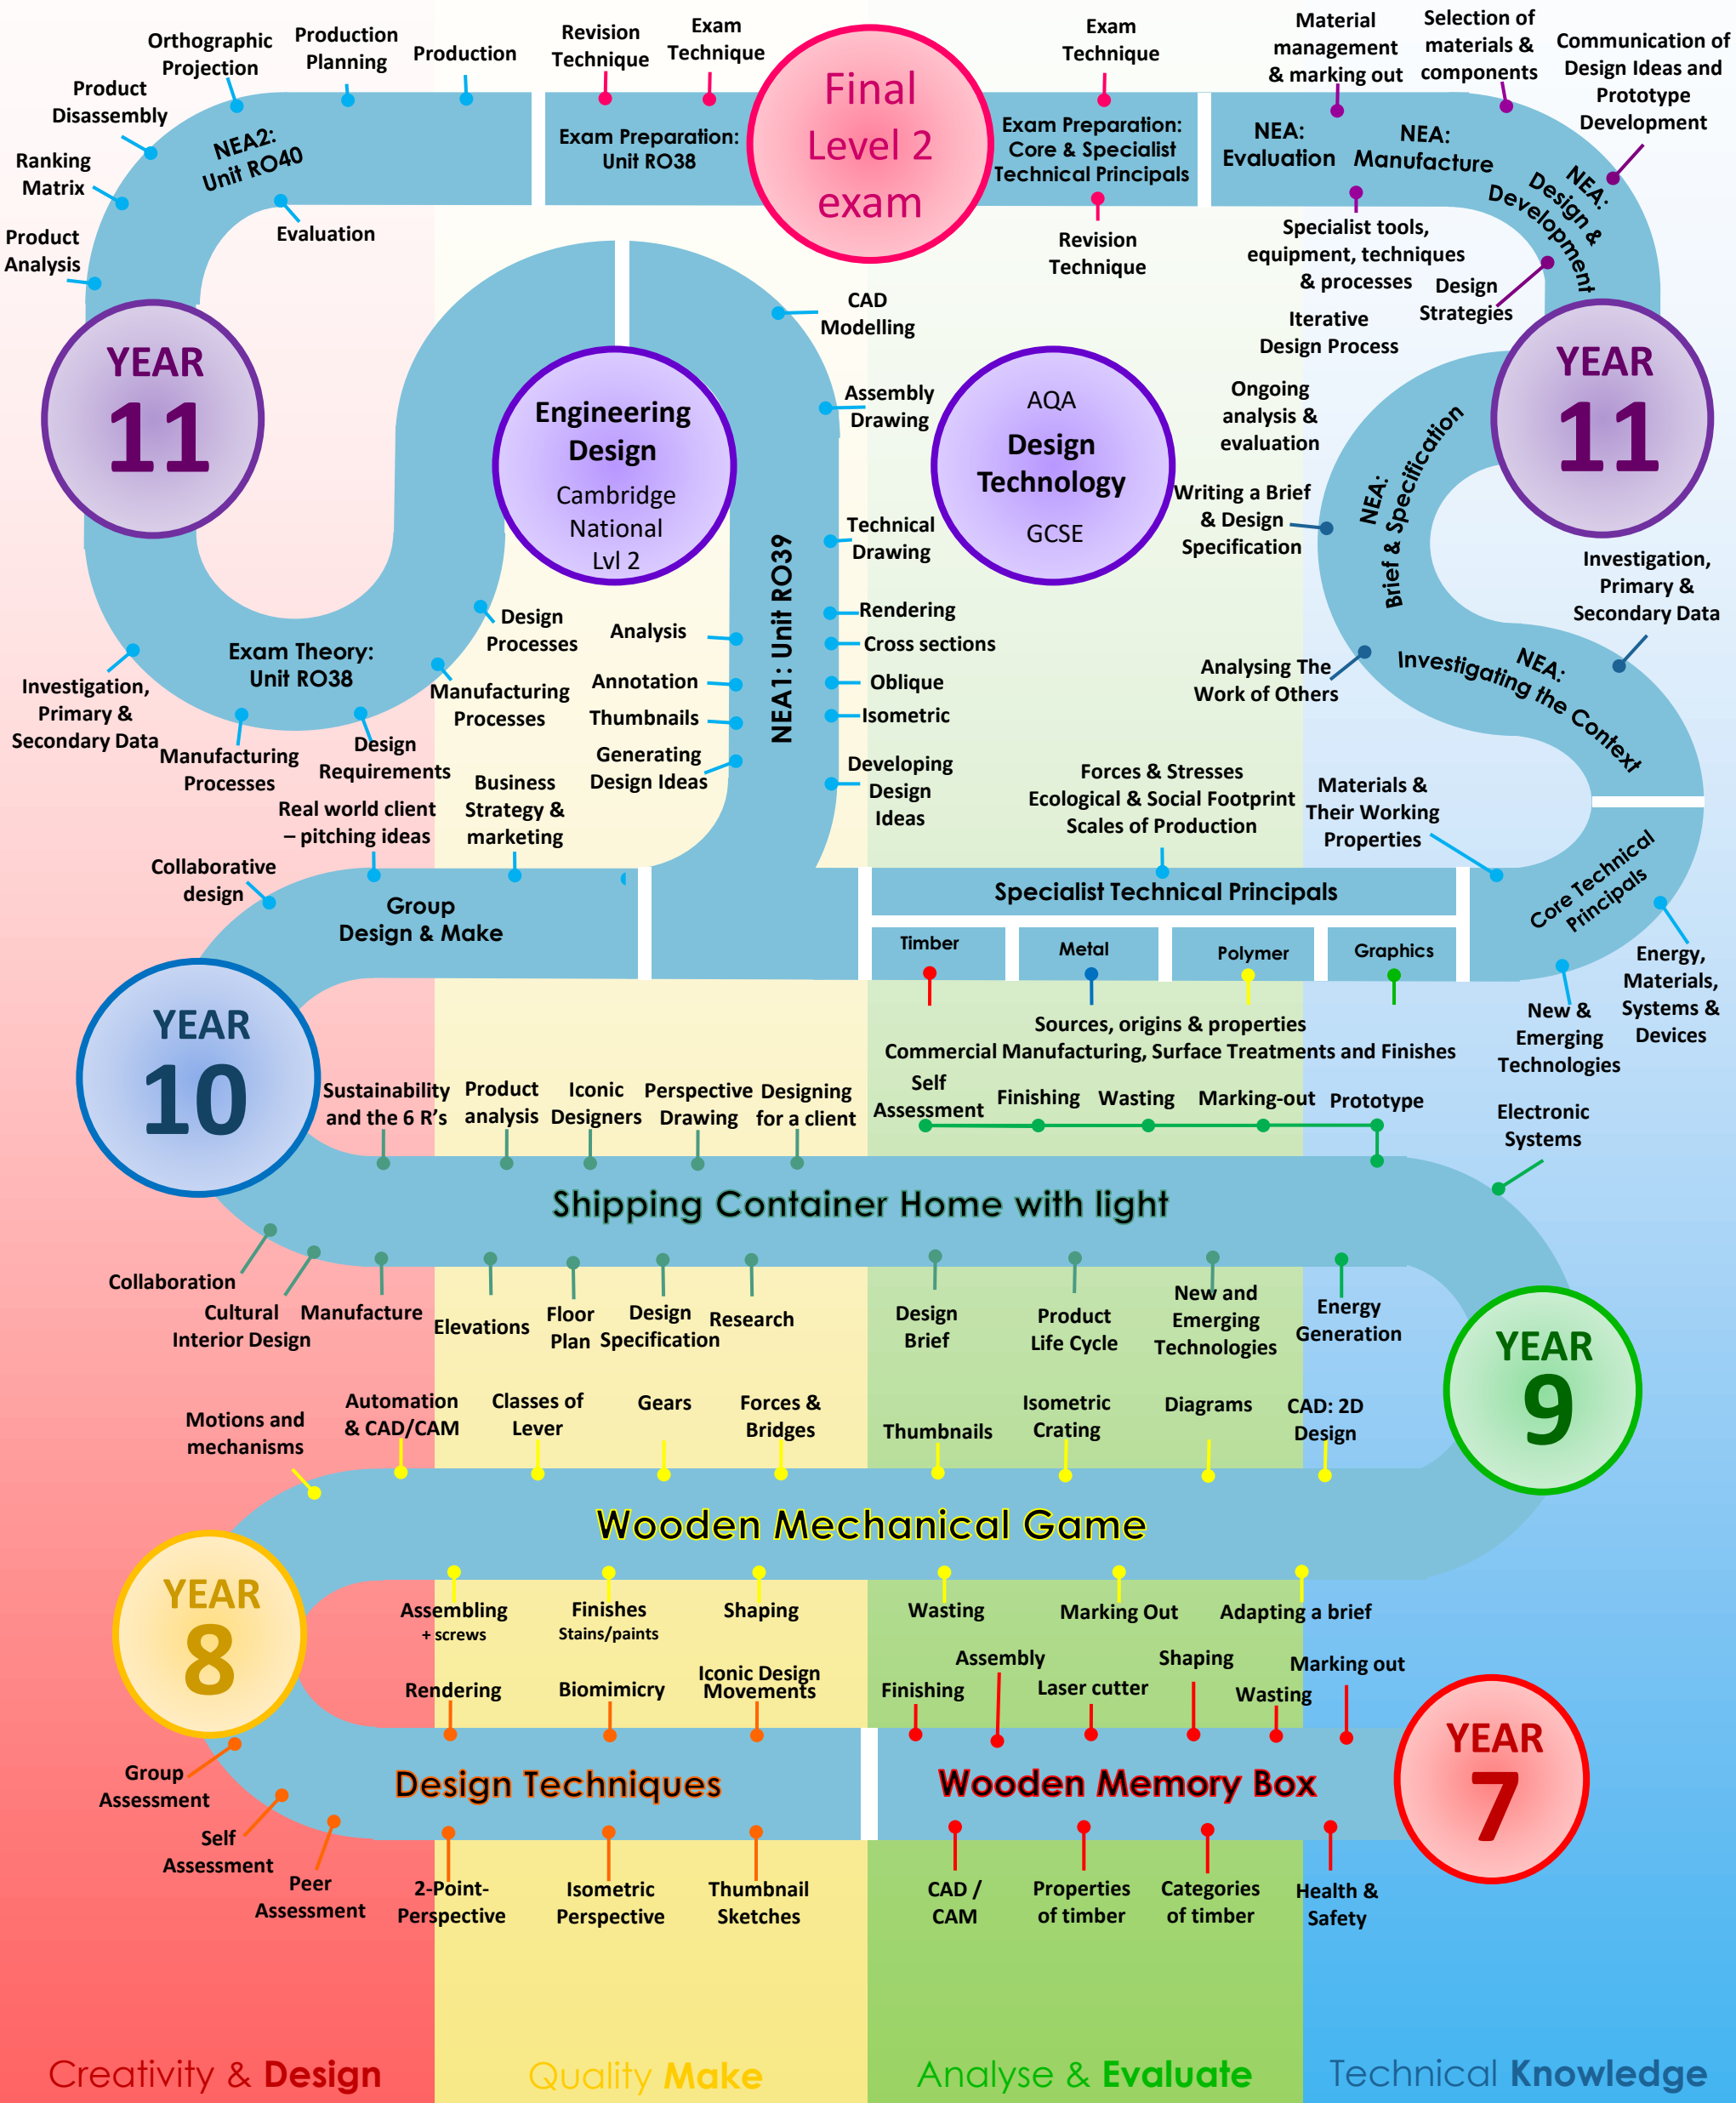 Orthographic
Projection
Production
Planning
Production
Revision
Technique
Exam
Technique
Final
Level 2
exam
Exam
Technique
Material
management
& marking out
Selection of
materials &
components
Communication of
Design Ideas and
Prototype
Development
Product
Disassembly
Ranking
Matrix
Product
Analysis
NEA2:
Unit RO40
Evaluation
Exam Preparation:
Unit RO38
Exam Preparation:
Core & Specialist
Technical Principals
Revision
Technique
NEA:
Evaluation
NEA:
Manufacture
NEA:
Design &
Development
Specialist tools,
equipment, techniques
& processes
Design
Strategies
Iterative
Design Process
Ongoing
analysis &
evaluation
YEAR
11
Engineering
Design
Cambridge
National
Lvl 2
CAD
Modelling
Assembly
Drawing
AQA
Design
Technology
GCSE
YEAR
11
NEA:
Brief & Specification
Writing a Brief
& Design
Specification
Technical
Drawing
NEA1: Unit RO39
Rendering
Cross sections
Oblique
Isometric
Developing
Design
Ideas
Analysis
Annotation
Thumbnails
Generating
Design Ideas
Design
Processes
Manufacturing
Processes
Exam Theory:
Unit RO38
Investigation,
Primary &
Secondary Data
Manufacturing
Processes
Design
Requirements
Investigation,
Primary &
Secondary Data
Analysing The
Work of Others
NEA:
Investigating the Context
Real world client
– pitching ideas
Business
Strategy &
marketing
Collaborative
design
Group
Design & Make
Forces & Stresses
Ecological & Social Footprint
Scales of Production
Materials &
Their Working
Properties
Core Technical
Principals
Specialist Technical Principals
Timber
Metal
Polymer
Graphics
Energy,
Materials,
Systems &
Devices
New &
Emerging
Technologies
Sources, origins & properties
Commercial Manufacturing, Surface Treatments and Finishes
YEAR
10
Sustainability
and the 6 R's
Product
analysis
Iconic
Designers
Perspective
Drawing
Designing
for a client
Self
Assessment
Finishing
Wasting
Marking-out
Prototype
Electronic
Systems
Shipping Container Home with light
Collaboration
Cultural
Interior Design
Manufacture
Elevations
Floor
Plan
Design
Specification
Research
Design
Brief
Product
Life Cycle
New and
Emerging
Technologies
Energy
Generation
YEAR
9
Motions and
mechanisms
Automation
& CAD/CAM
Classes of
Lever
Gears
Forces &
Bridges
Thumbnails
Isometric
Crating
Diagrams
CAD: 2D
Design
Wooden Mechanical Game
YEAR
8
Assembling
+ screws
Finishes
Stains/paints
Shaping
Wasting
Marking Out
Adapting a brief
Rendering
Biomimicry
Iconic Design
Movements
Finishing
Assembly
Laser cutter
Shaping
Wasting
Marking out
Design Techniques
Wooden Memory Box
YEAR
7
Group
Assessment
Self
Assessment
Peer
Assessment
2-Point-
Perspective
Isometric
Perspective
Thumbnail
Sketches
CAD /
CAM
Properties
of timber
Categories
of timber
Health &
Safety
Creativity & Design
Quality Make
Analyse & Evaluate
Technical Knowledge